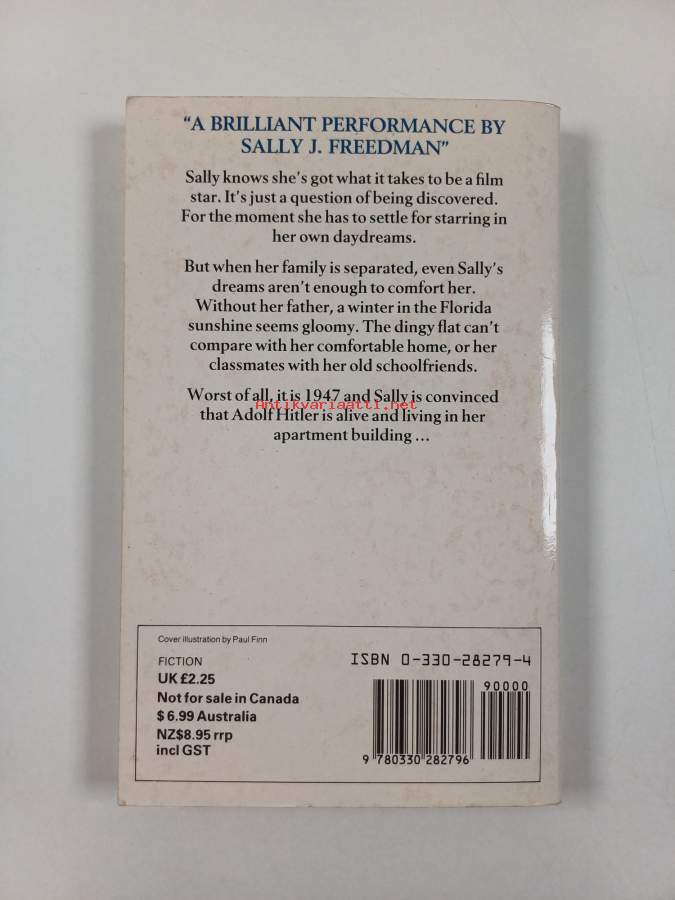 "A BRILLIANT PERFORMANCE BY
SALLY J. FREEDMAN"
Sally knows she's got what it takes to be a film
star. It's just a question of being discovered.
For the moment she has to settle for starring in
her own daydreams.
But when her family is separated, even Sally's
dreams aren't enough to comfort her.
Without her father, a winter in the Florida
sunshine seems gloomy. The dingy flat can't
compare with her comfortable home, or her
classmates with her old schoolfriends.
Worst of all, it is 1947 and Sally is convinced
Antikvariaatti.net
that Adolf Hitler is alive and living in her
apartment building ...
Cover illustration by Paul Finn
FICTION
UK £2.25
Not for sale in Canada
$6.99 Australia
NZ$8.95 rrp
incl GST
ISBN 0-330-28279-4
90000
9 780330 282796